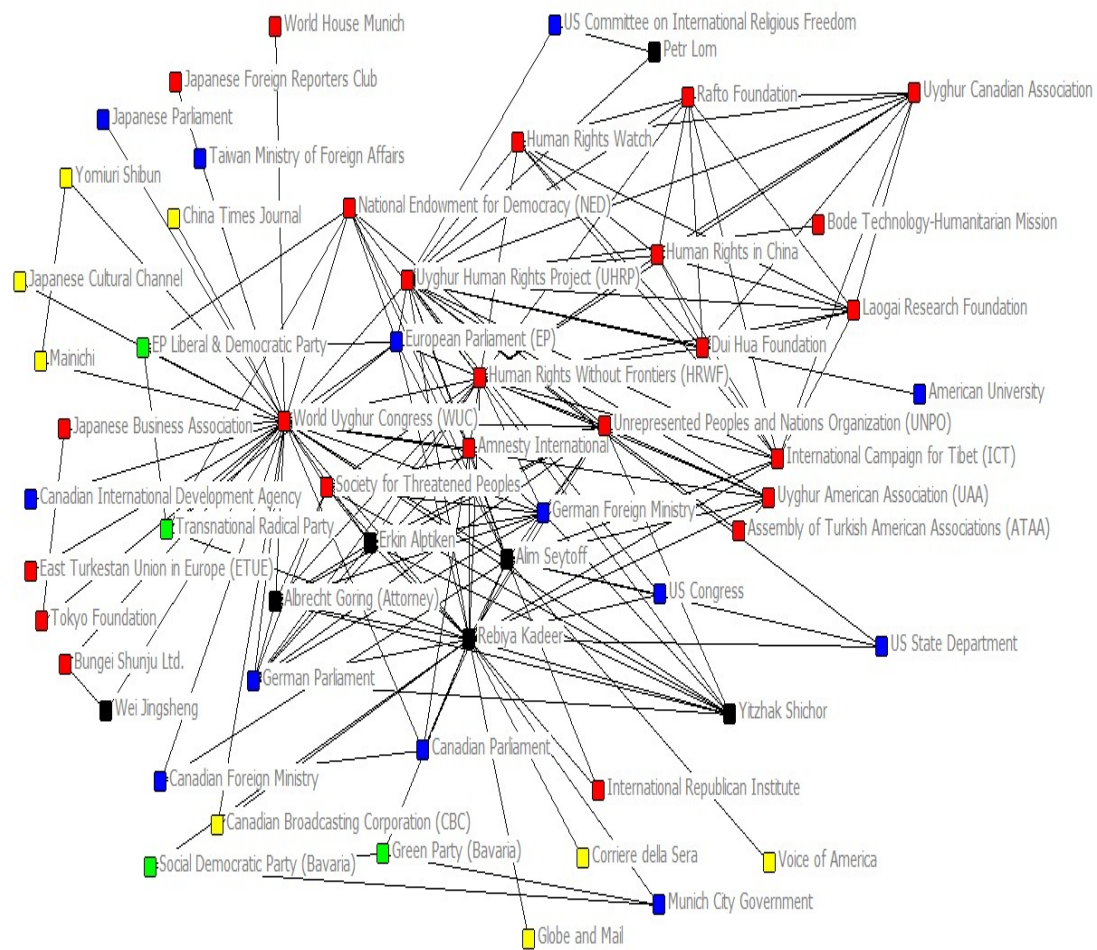 World House Munich
US Committee on International Religious Freedom
Petr Lom
Japanese Foreign Reporters Club
Rafto Foundation
Uyghur Canadian Association
Japanese Parliament
Human Rights Watch
Taiwan Ministry of Foreign Affairs
Yomiuri Shibun
National Endowment for Democracy (NED)
China Times Journal
Bode Technology-Humanitarian Mission
Human Rights in China
Japanese Cultural Channel
Uyghur Human Rights Project (UHRP)
Laogai Research Foundation
EP Liberal & Democratic Party
European Parliament (EP)
Dui Hua Foundation
Mainichi
Human Rights Without Frontiers (HRWF)
American University
Japanese Business Association
World Uyghur Congress (WUC)
Unrepresented Peoples and Nations Organization (UNPO)
Amnesty International
International Campaign for Tibet (ICT)
Society for Threatened Peoples
Canadian International Development Agency
Uyghur American Association (UAA)
German Foreign Ministry
Transnational Radical Party
Assembly of Turkish American Associations (ATAA)
Erkin Alptiken
Alim Seytoff
East Turkestan Union in Europe (ETUE)
Albrecht Goring (Attorney)
US Congress
Tokyo Foundation
Rebiya Kadeer
US State Department
Bungei Shunju Ltd.
German Parliament
Wei Jingsheng
Yitzhak Shichor
Canadian Parliament
Canadian Foreign Ministry
International Republican Institute
Canadian Broadcasting Corporation (CBC)
Green Party (Bavaria)
Corriere della Sera
Voice of America
Social Democratic Party (Bavaria)
Munich City Government
Globe and Mail